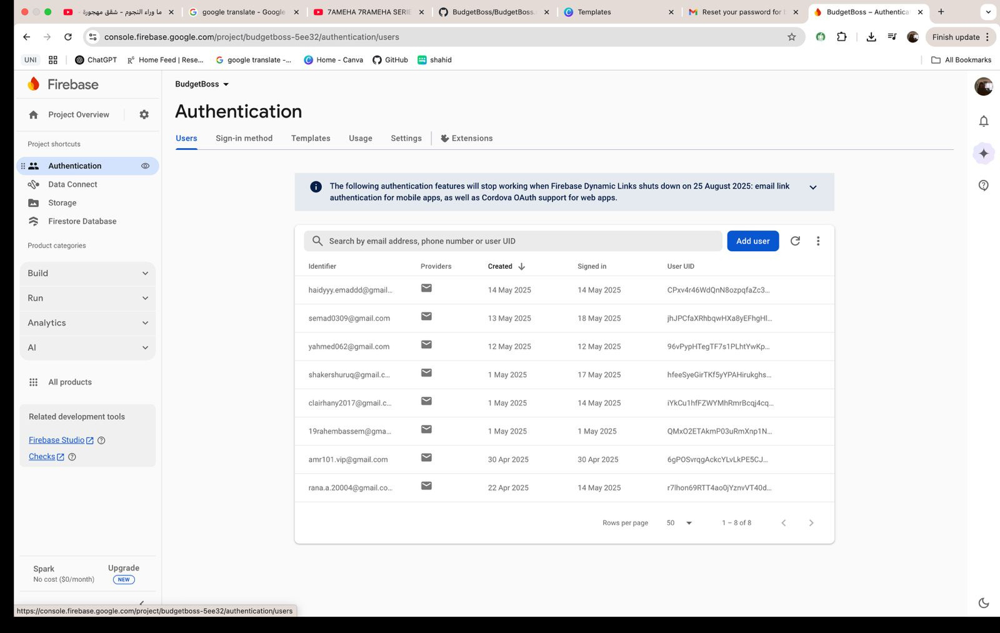 ما وراء النجوم - شقق مهجورة -
google translate - Google
7AMEHA 7RAMEHA SERIE
BudgetBoss/BudgetBoss.
Templates
Reset your password for
BudgetBoss – Authentica
console.firebase.google.com/project/budgetboss-5ee32/authentication/users
Finish update
UNI
ChatGPT
Home Feed | Rese...
google translate -...
Home - Canva
GitHub
shahid
All Bookmarks
Firebase
BudgetBoss
Project Overview
Authentication
Users
Sign-in method
Templates
Usage
Settings
Extensions
Project shortcuts
Authentication
Data Connect
Storage
Firestore Database
Product categories
Build
Run
Analytics
AI
All products
Related development tools
Firebase Studio
Checks
Spark
No cost ($0/month)
Upgrade
NEW
The following authentication features will stop working when Firebase Dynamic Links shuts down on 25 August 2025: email link
authentication for mobile apps, as well as Cordova OAuth support for web apps.
Search by email address, phone number or user UID
Add user
Identifier Providers Created Signed in User UID
haidyyy.emaddd@gmail... 14 May 2025 14 May 2025 CPxv4r46WdQnN8ozpqfaZc3...
semad0309@gmail.com 13 May 2025 18 May 2025 jhJPCfaXRhbqwHXa8yEFhgHl...
yahmed062@gmail.com 12 May 2025 12 May 2025 96vPypHTegTF7s1PLhtYwKp...
shakershuruq@gmail.c... 1 May 2025 17 May 2025 hfeeSyeGirTKf5yYPAHirukghs...
clairhany2017@gmail.c... 1 May 2025 14 May 2025 iYkCu1hfFZWYMhRmrBcqj4cq...
19rahembassem@gma... 1 May 2025 1 May 2025 QMxO2ETAkmP03uRmXnp1N...
amr101.vip@gmail.com 30 Apr 2025 30 Apr 2025 6gPOSvrqgAckcYLvLkPE5CJ...
rana.a.20004@gmail.co... 22 Apr 2025 14 May 2025 r7lhon69RTT4ao0jYznvVT40d...
Rows per page 50 1 – 8 of 8
https://console.firebase.google.com/project/budgetboss-5ee32/authentication/users